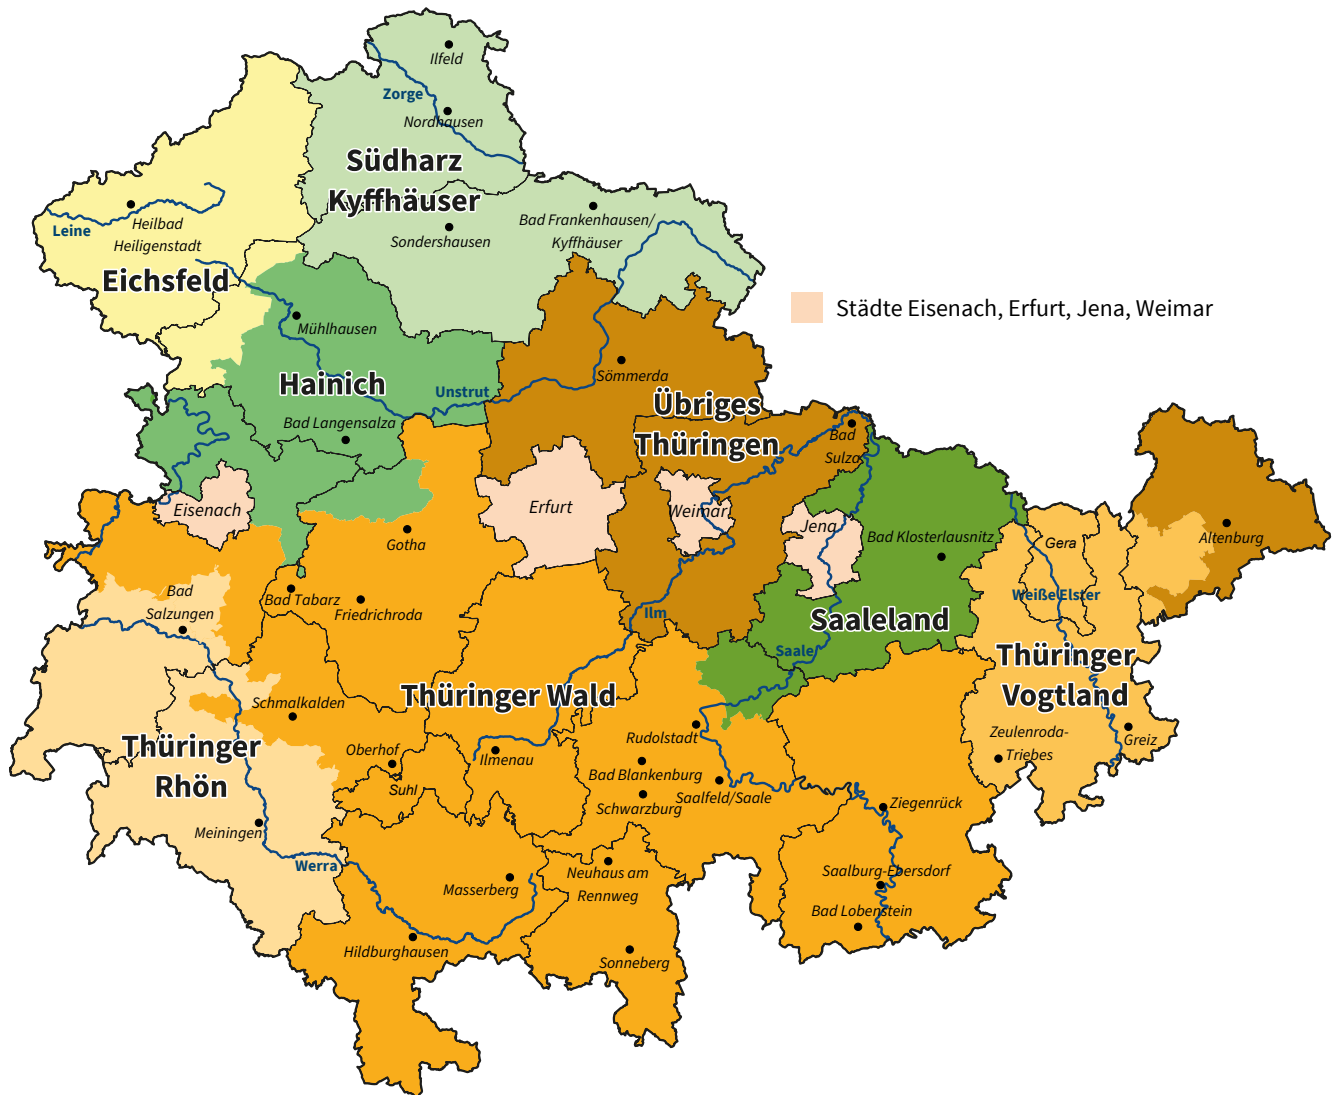 Ilfeld
Zorge
Nordhausen
Südharz
Kyffhäuser
Sondershausen
Bad Frankenhausen/
Kyffhäuser
Leine
Heilbad
Heiligenstadt
Eichsfeld
Städte Eisenach, Erfurt, Jena, Weimar
Mühlhausen
Hainich
Unstrut
Bad Langensalza
Sömmerda
Übriges
Thüringen
Bad
Sulza
Eisenach
Erfurt
Weimar
Jena
Bad Klosterlausnitz
Gera
Altenburg
Gotha
Bad
Salzungen
Bad Tabarz
Friedrichroda
Ilm
Weiße Elster
Saaleland
Saale
Thüringer
Vogtland
Thüringer Wald
Schmalkalden
Thüringer
Rhön
Oberhof
Suhl
Ilmenau
Rudolstadt
Bad Blankenburg
Schwarzburg
Saalfeld/Saale
Zeulenroda-
Triebes
Greiz
Ziegenrück
Meiningen
Werra
Masserberg
Neuhaus am
Rennweg
Saalburg-Ebersdorf
Bad Lobenstein
Hildburghausen
Sonneberg